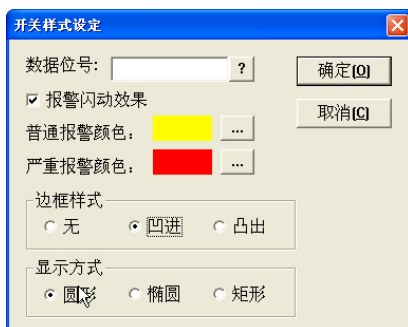 开关样式设定
数据位号: ?
确定[O]
报警闪动效果
取消[C]
普通报警颜色: ...
严重报警颜色: ...
边框样式
无 凹进 凸出
显示方式
圆形 椭圆 矩形